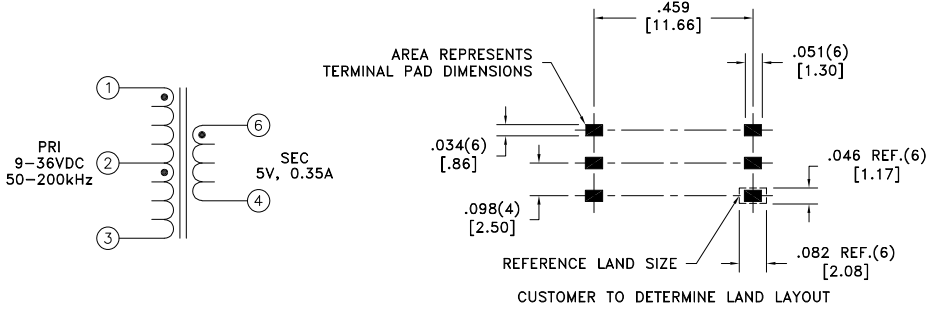 1
2
3
PRI
9–36VDC
50–200kHz
6
4
SEC
5V, 0.35A
.459
[11.66]
AREA REPRESENTS
TERMINAL PAD DIMENSIONS
.051(6)
[1.30]
.034(6)
[.86]
.046 REF.(6)
[1.17]
.098(4)
[2.50]
REFERENCE LAND SIZE
.082 REF.(6)
[2.08]
CUSTOMER TO DETERMINE LAND LAYOUT